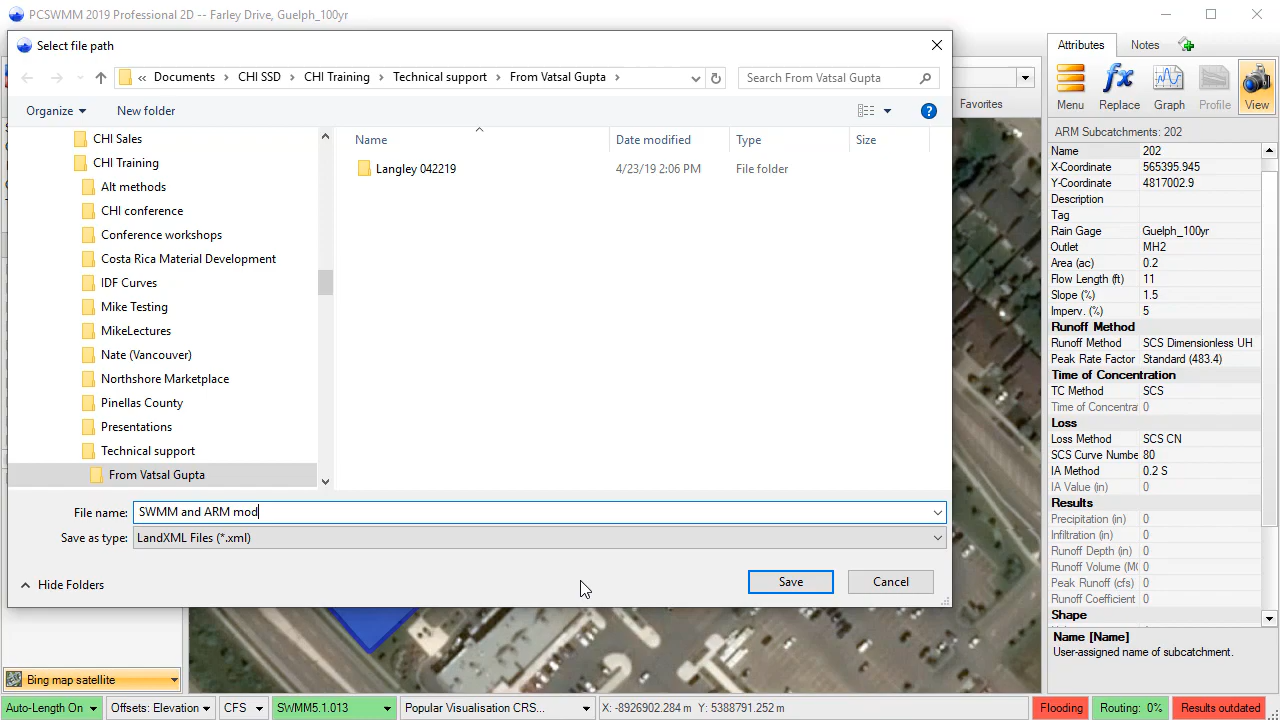 PCSWMM 2019 Professional 2D -- Farley Drive, Guelph_100yr
Select file path
« Documents > CHI SSD > CHI Training > Technical support > From Vatsal Gupta >
Search From Vatsal Gupta
Organize
New folder
Name
Date modified
Type
Size
CHI Sales
CHI Training
Alt methods
CHI conference
Conference workshops
Costa Rica Material Development
IDF Curves
Mike Testing
MikeLectures
Nate (Vancouver)
Northshore Marketplace
Pinellas County
Presentations
Technical support
From Vatsal Gupta
Langley 042219
4/23/19 2:06 PM
File folder
File name: SWMM and ARM mod
Save as type: LandXML Files (*.xml)
Hide Folders
Save
Cancel
Favorites
Attributes
Notes
Menu
Replace
Graph
Profile
View
ARM Subcatchments: 202
Name 202
X-Coordinate 565395.945
Y-Coordinate 4817002.9
Description
Tag
Rain Gage Guelph_100yr
Outlet MH2
Area (ac) 0.2
Flow Length (ft) 11
Slope (%) 1.5
Imperv. (%) 5
Runoff Method
Runoff Method SCS Dimensionless UH
Peak Rate Factor Standard (483.4)
Time of Concentration
TC Method SCS
Time of Concentra 0
Loss
Loss Method SCS CN
SCS Curve Numbe 80
IA Method 0.2 S
IA Value (in) 0
Results
Precipitation (in) 0
Infiltration (in) 0
Runoff Depth (in) 0
Runoff Volume (M 0
Peak Runoff (cfs) 0
Runoff Coefficient 0
Shape
Name [Name]
User-assigned name of subcatchment.
Bing map satellite
Auto-Length On
Offsets: Elevation
CFS
SWMM5.1.013
Popular Visualisation CRS...
X: -8926902.284 m Y: 5388791.252 m
Flooding
Routing: 0%
Results outdated